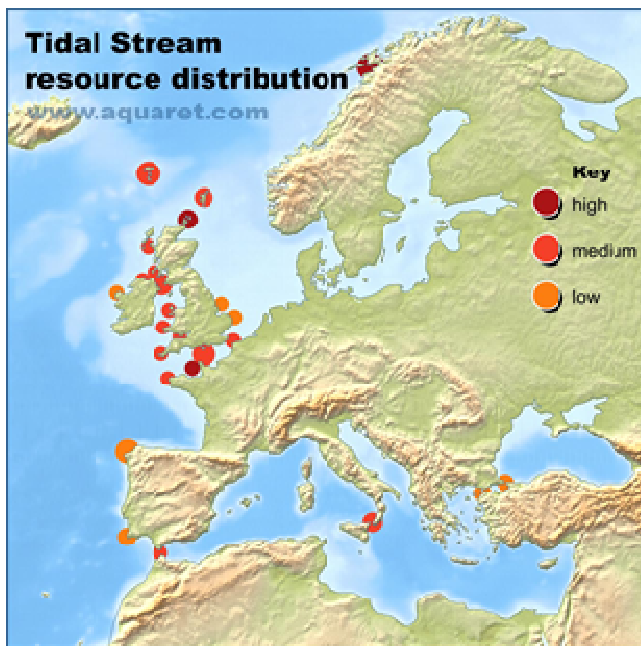 Tidal Stream
resource distribution
www.aquaret.com
Key
high
medium
low